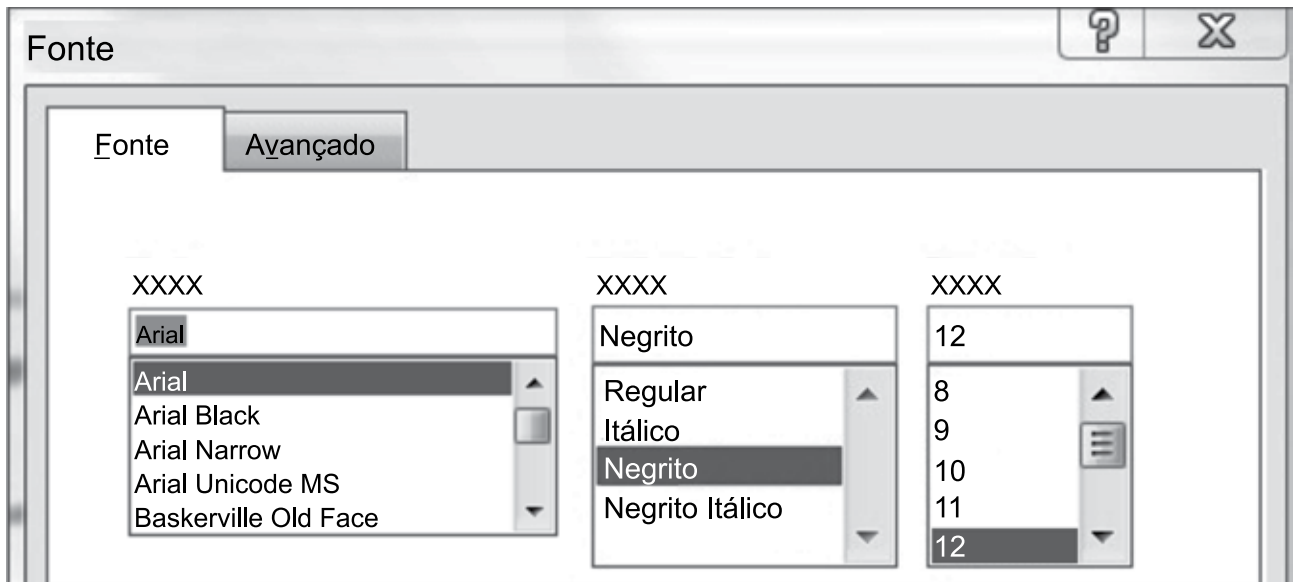 Fonte
Fonte Avançado
XXXX XXXX XXXX
Arial Negrito 12
Arial Regular 8
Arial Black Itálico 9
Arial Narrow Negrito 10
Arial Unicode MS Negrito Itálico 11
Baskerville Old Face 12